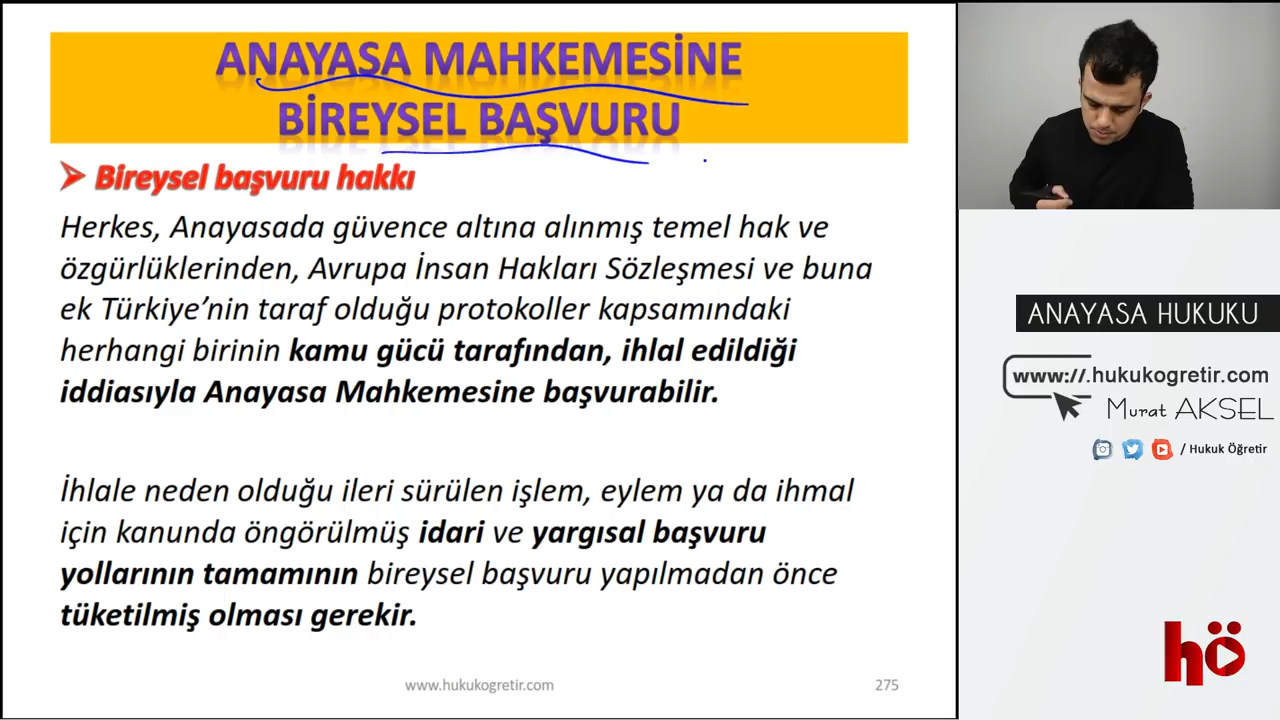 ANAYASA MAHKEMESİNE
BİREYSEL BAŞVURU
Bireysel başvuru hakkı
Herkes, Anayasada güvence altına alınmış temel hak ve
özgürlüklerinden, Avrupa İnsan Hakları Sözleşmesi ve buna
ek Türkiye’nin taraf olduğu protokoller kapsamındaki
herhangi birinin kamu gücü tarafından, ihlal edildiği
iddiasıyla Anayasa Mahkemesine başvurabilir.
İhlale neden olduğu ileri sürülen işlem, eylem ya da ihmal
için kanunda öngörülmüş idari ve yargısal başvuru
yollarının tamamının bireysel başvuru yapılmadan önce
tüketilmiş olması gerekir.
www.hukukogretir.com
275
ANAYASA HUKUKU
www://.hukukogretir.com
Murat AKSEL
/ Hukuk Öğretir
hö